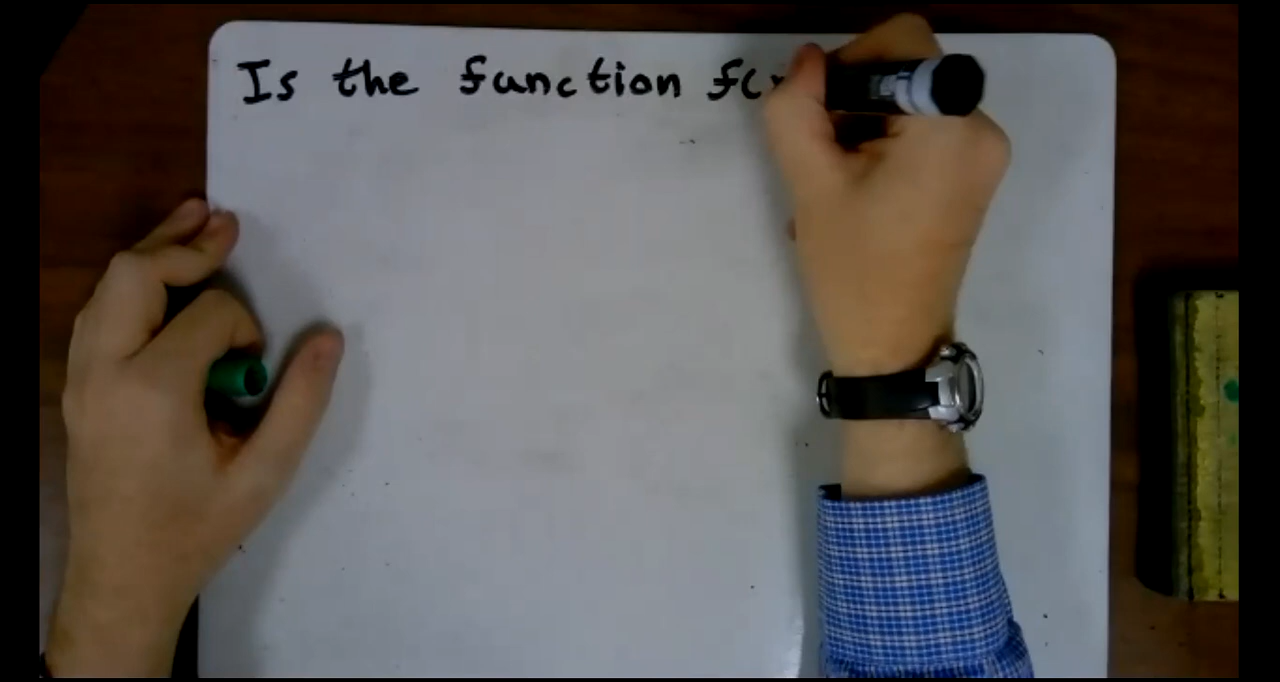 Is the function f(x